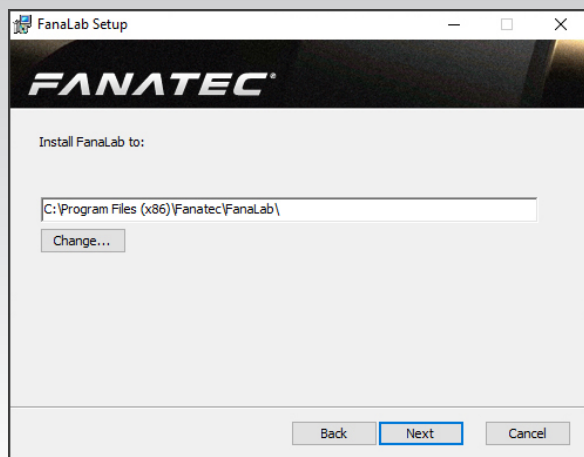 FanaLab Setup
FANATEC®
Install FanaLab to:
C:\Program Files (x86)\Fanatec\FanaLab\
Change...
Back
Next
Cancel